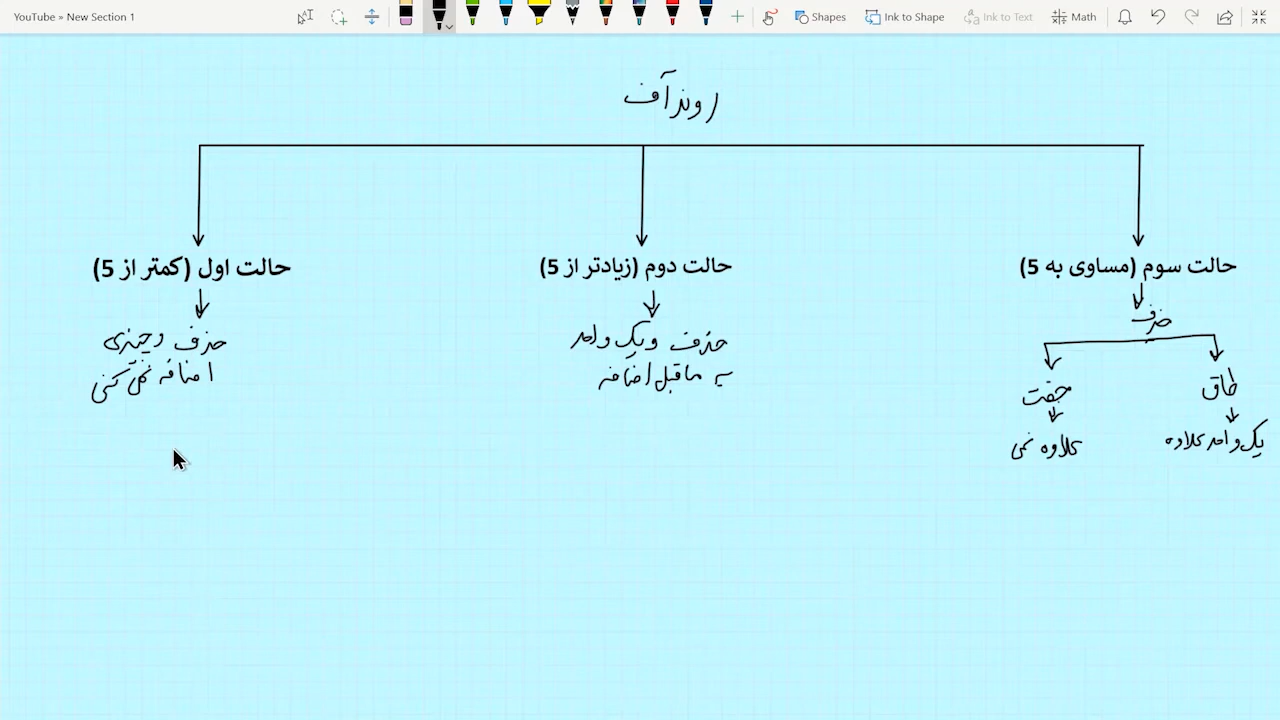 YouTube » New Section 1
Shapes
Ink to Shape
Ink to Text
Math
روند آف
حالت سوم (مساوی به 5)
حالت دوم (زیادتر از 5)
حالت اول (کمتر از 5)
حذف
طاق
جفت
یک واحد علاوه
علاوه نمی
حذف و یک واحد
به ماقبل اضافه
حذف و چیزی
اضافه نمی کنی